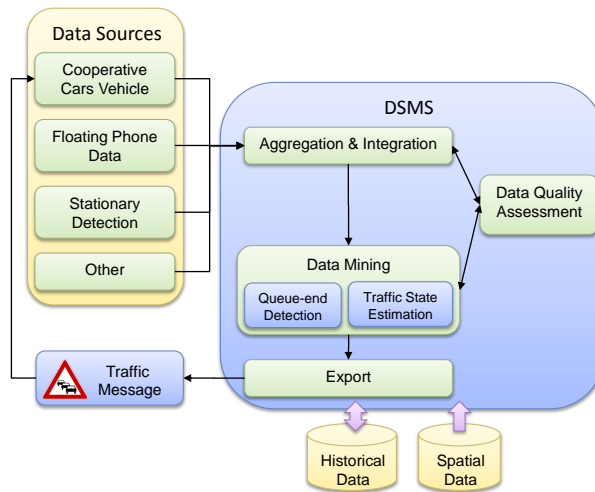 Data Sources
Cooperative
Cars Vehicle
Floating Phone
Data
Stationary
Detection
Other
DSMS
Aggregation & Integration
Data Quality
Assessment
Data Mining
Queue-end
Detection
Traffic State
Estimation
Export
Traffic
Message
Historical
Data
Spatial
Data